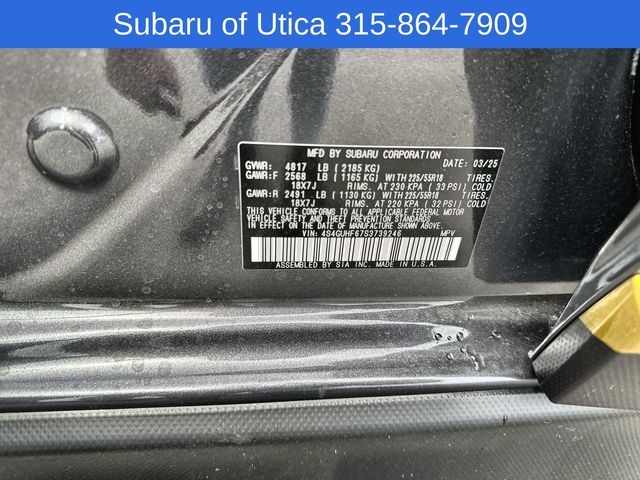 Subaru of Utica 315-864-7909
MFD BY SUBARU CORPORATION
GVWR: 4817 LB (2185 KG) DATE: 03/25
GAWR:F 2568 LB (1165 KG) WITH 225/55R18 TIRES,
18X7J RIMS, AT 230 KPA (33 PSI) COLD
GAWR:R 2491 LB (1130 KG) WITH 225/55R18 TIRES,
18X7J RIMS, AT 220 KPA (32 PSI) COLD
THIS VEHICLE CONFORMS TO ALL APPLICABLE FEDERAL MOTOR
VEHICLE SAFETY AND THEFT PREVENTION STANDARDS IN EFFECT
ON THE DATE OF MANUFACTURE SHOWN ABOVE.
VIN: 4S4GUHF67S3739246 MPV
ASSEMBLED BY SIA INC. MADE IN U.S.A.